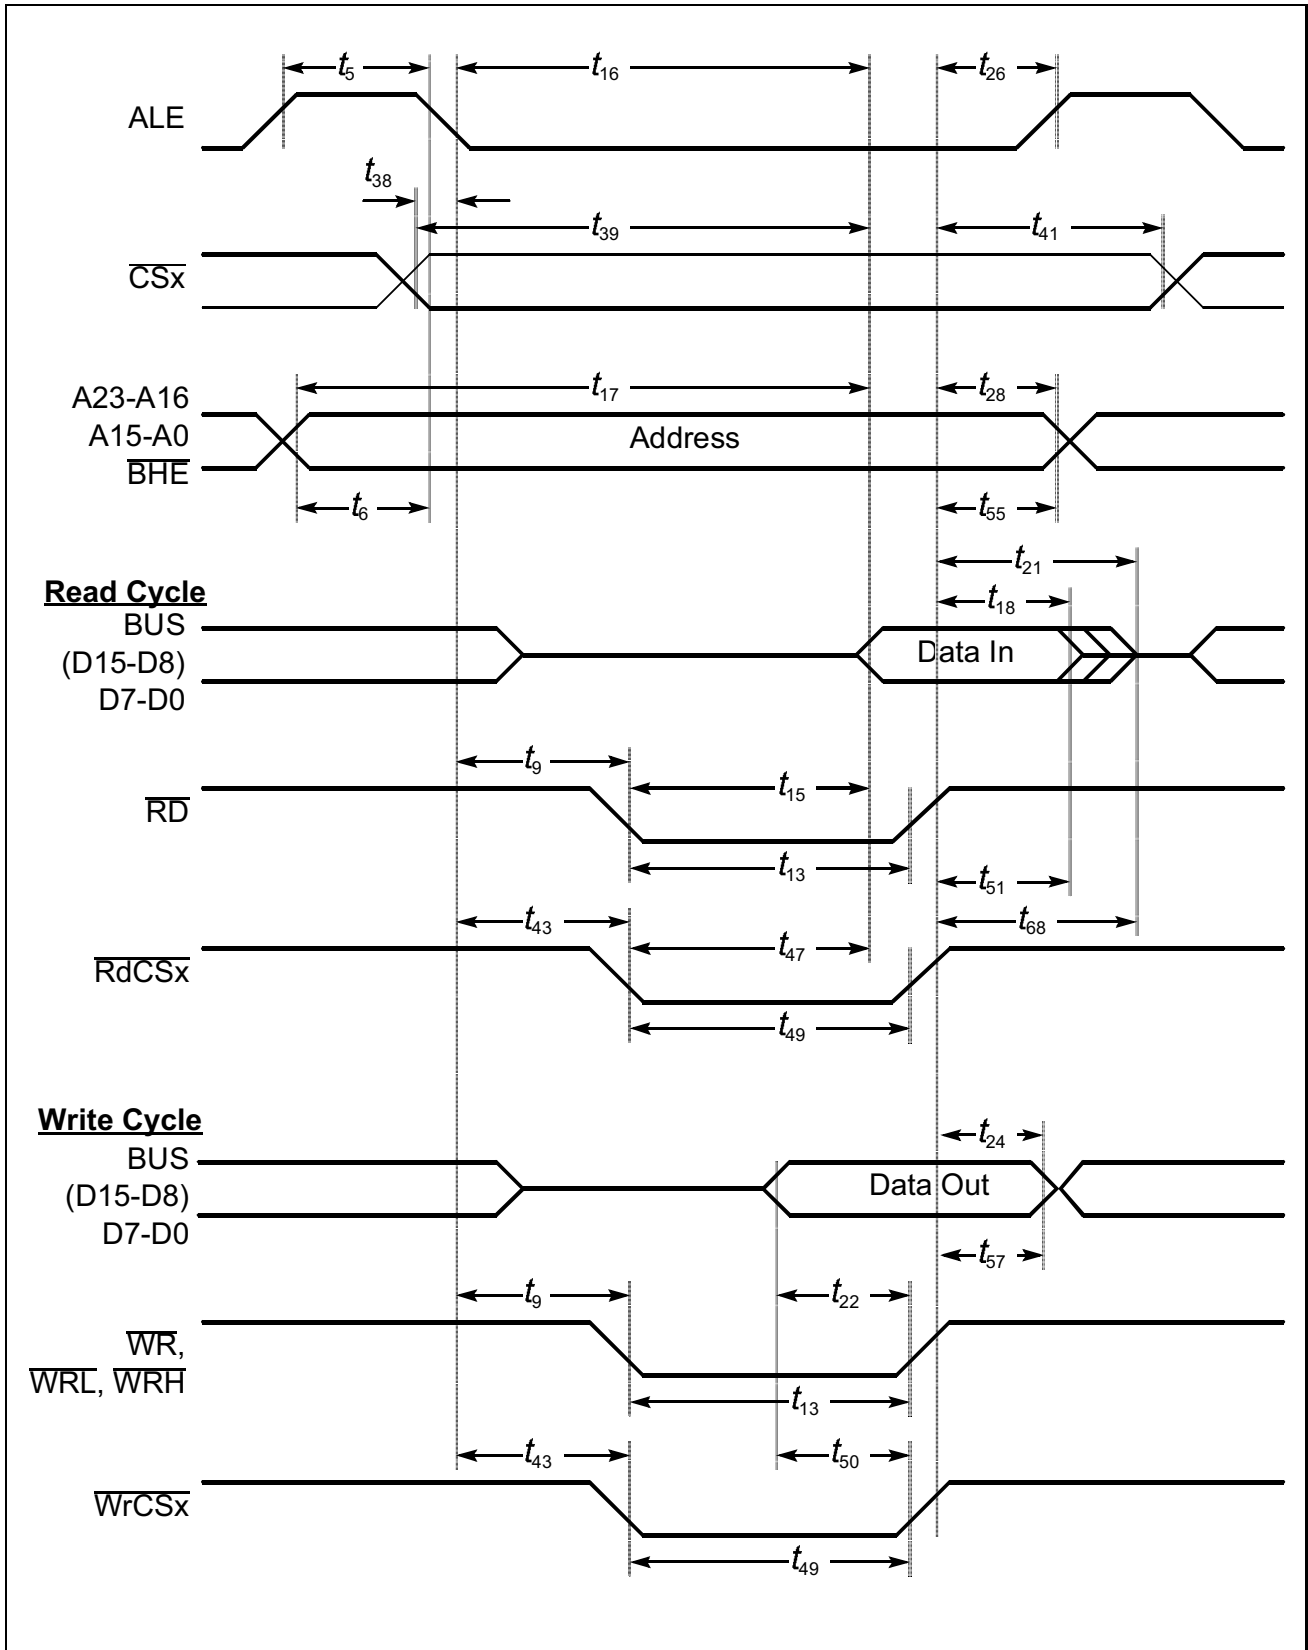 t5 t16 t26
ALE
t38
t39 t41
CSx
t17 t28
A23-A16
A15-A0
BHE
Address
t6 t55
t21
Read Cycle
t18
BUS
(D15-D8)
D7-D0
Data In
t9
t15
RD
t13 t51
t43 t68
t47
RdCSx
t49
Write Cycle
t24
BUS
(D15-D8)
D7-D0
Data Out
t57
t9 t22
WR,
WRL, WRH
t13
t43 t50
WrCSx
t49